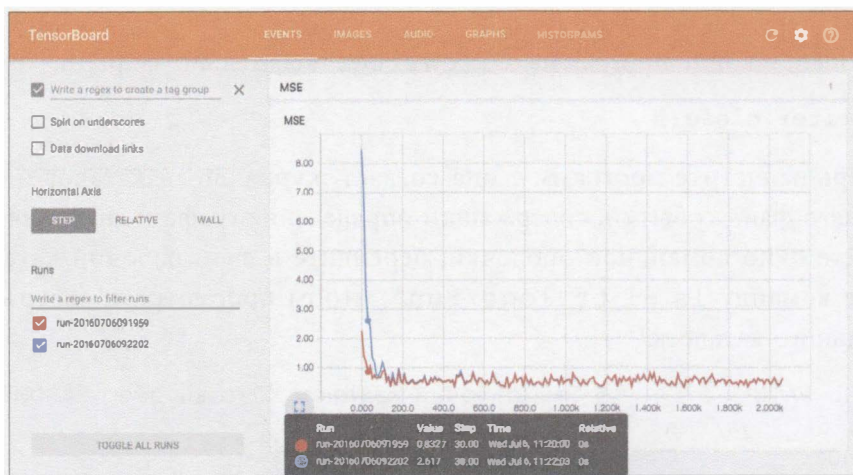 TensorBoard
EVENTS IMAGES AUDIO GRAPHS HISTOGRAMS
Write a regex to create a tag group
Split on underscores
Data download links
Horizontal Axis
STEP RELATIVE WALL
Runs
Write a regex to filter runs
run-20160706091959
run-20160706092202
TOGGLE ALL RUNS
MSE
1
MSE
8.00
7.00
6.00
5.00
4.00
3.00
2.00
1.00
0.000 200.0 400.0 600.0 800.0 1.000k 1.200k 1.400k 1.600k 1.800k 2.000k
Run Value Step Time Relative
run-20160706091959 0.8327 30.00 Wed Jul 6, 11:20:00 0s
run-20160706092202 2.617 30.00 Wed Jul 6, 11:22:03 0s